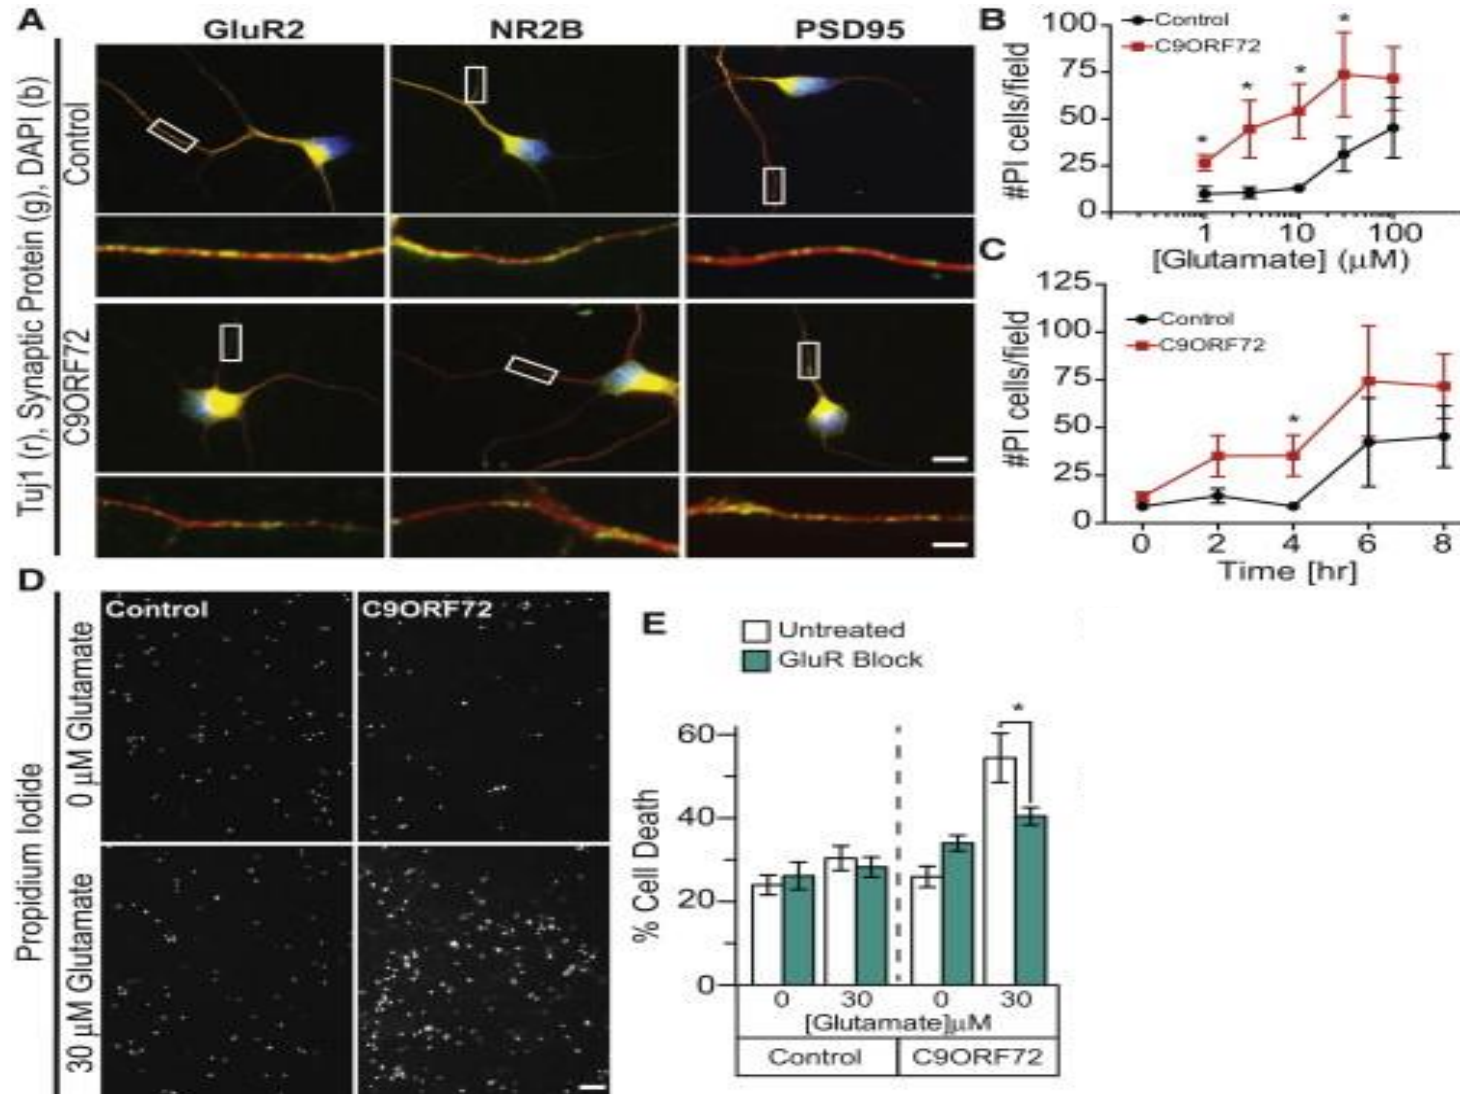 A
GluR2
NR2B
PSD95
Tuj1 (r), Synaptic Protein (g), DAPI (b)
Control
C9ORF72
B
100
75
50
25
0
#PI cells/field
Control
C9ORF72
*
*
*
*
1
10
100
[Glutamate] (µM)
C
125
100
75
50
25
0
#PI cells/field
Control
C9ORF72
*
0
2
4
6
8
Time [hr]
D
Propidium Iodide
0 µM Glutamate
30 µM Glutamate
Control
C9ORF72
E
Untreated
GluR Block
% Cell Death
60
40
20
0
*
0
30
0
30
[Glutamate]µM
Control
C9ORF72